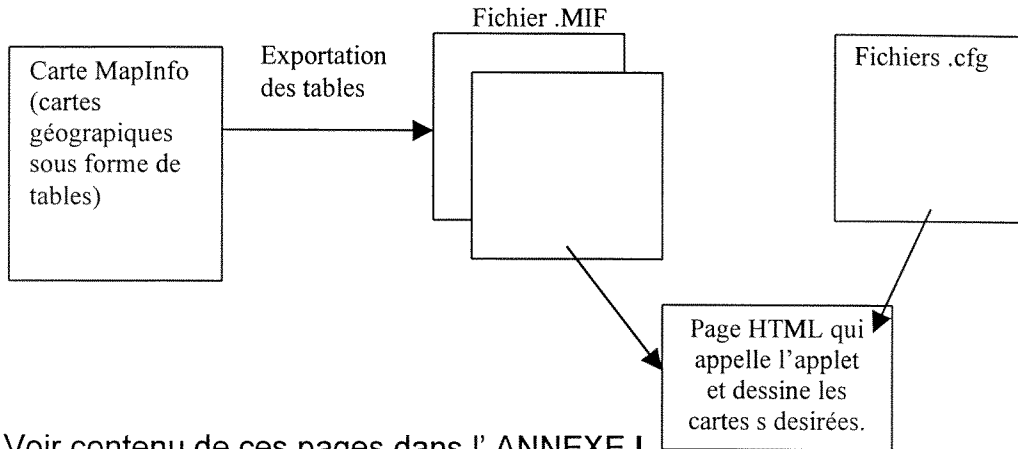 Fichier .MIF
Carte MapInfo
(cartes
géograpiques
sous forme de
tables)
Exportation
des tables
Fichiers .cfg
Page HTML qui
appelle l'applet
et dessine les
cartes s desirées.
Voir contenu de ces pages dans l' ANNEXE I